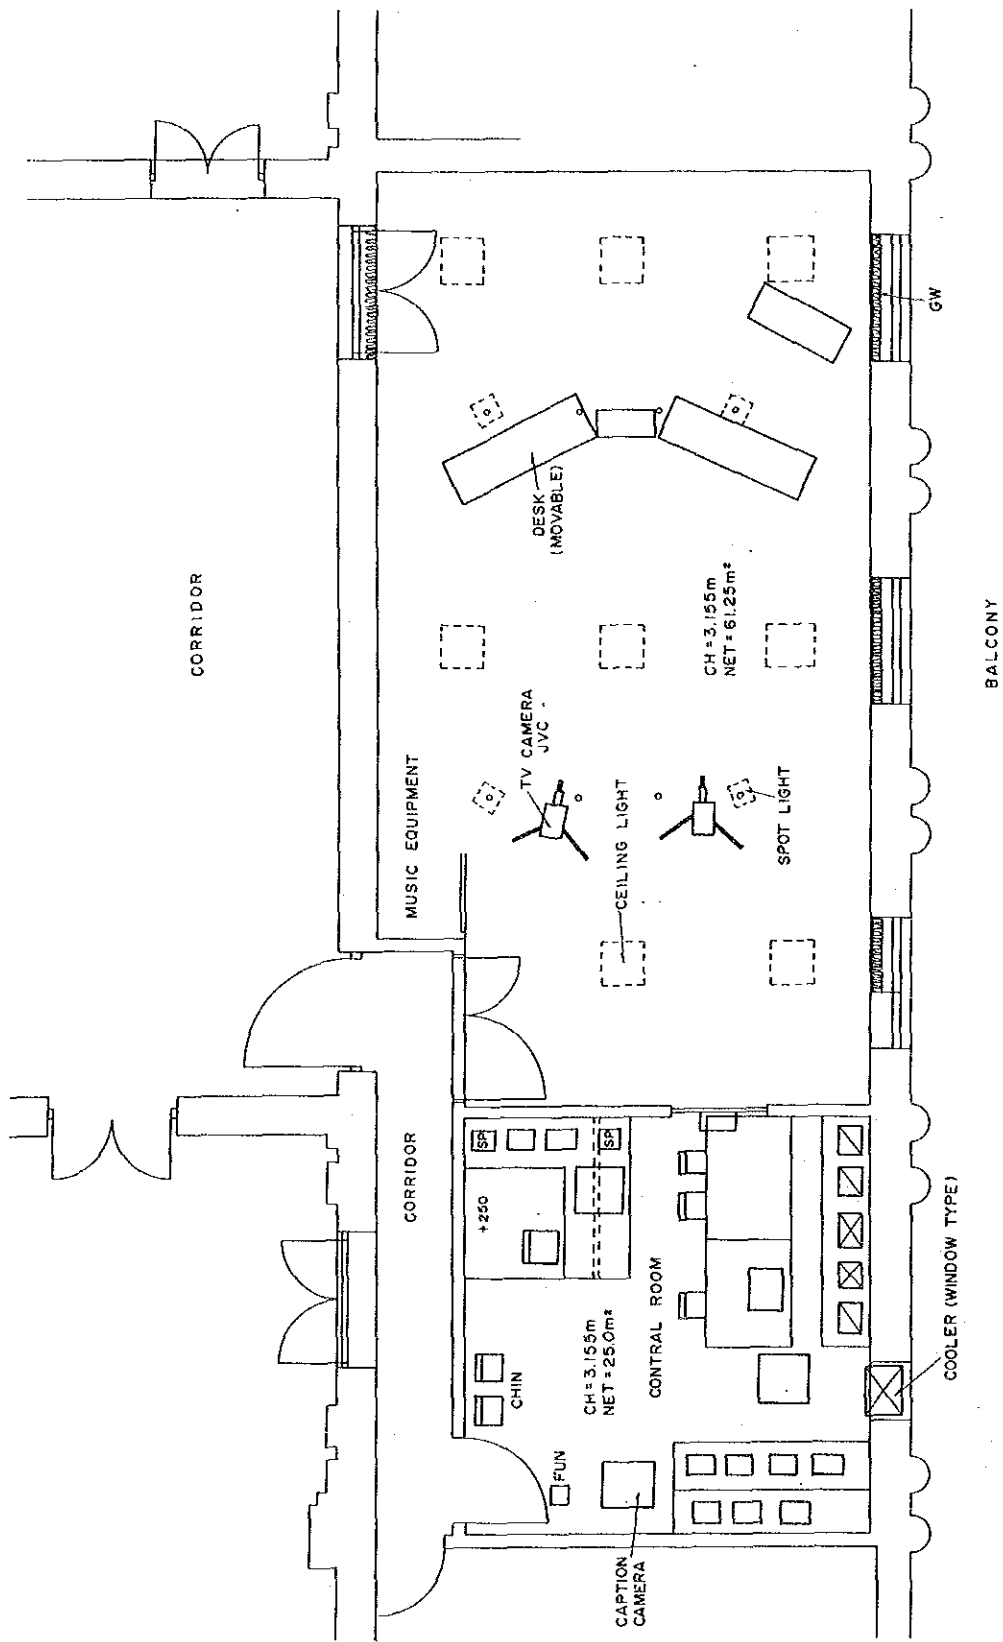 CORRIDOR
MUSIC EQUIPMENT
TV CAMERA
JVC
DESK
(MOVABLE)
CEILING LIGHT
SPOT LIGHT
CH = 3.155m
NET = 61.25m²
GW
BALCONY
CORRIDOR
SP
SP
+250
CHIN
FUN
CH = 3.155m
NET = 25.0m²
CONTRAL ROOM
CAPTION
CAMERA
COOLER (WINDOW TYPE)